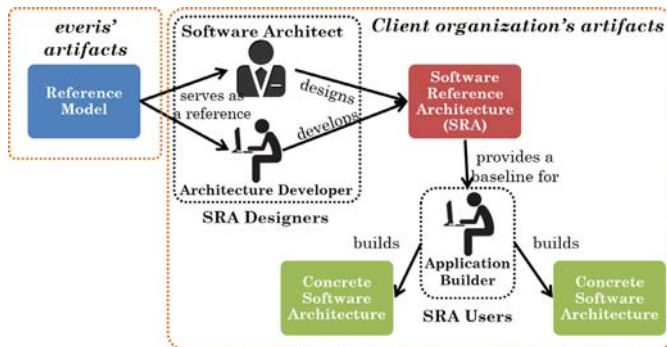 everis'
artifacts
Reference
Model
Software Architect
Client organization's artifacts
serves as
a reference
designs
develops
Architecture Developer
SRA Designers
Software
Reference
Architecture
(SRA)
provides a
baseline for
Application
Builder
SRA Users
builds
builds
Concrete
Software
Architecture
Concrete
Software
Architecture